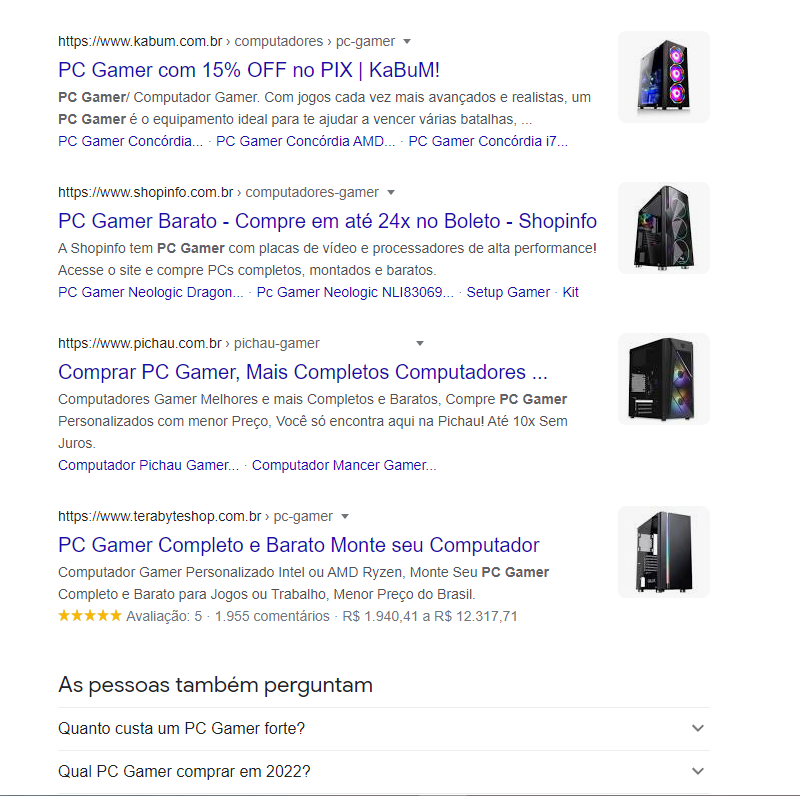 https://www.kabum.com.br › computadores › pc-gamer
PC Gamer com 15% OFF no PIX | KaBuM!
PC Gamer/ Computador Gamer. Com jogos cada vez mais avançados e realistas, um
PC Gamer é o equipamento ideal para te ajudar a vencer várias batalhas, ...
PC Gamer Concórdia... · PC Gamer Concórdia AMD... · PC Gamer Concórdia i7...
https://www.shopinfo.com.br › computadores-gamer
PC Gamer Barato - Compre em até 24x no Boleto - Shopinfo
A Shopinfo tem PC Gamer com placas de vídeo e processadores de alta performance!
Acesse o site e compre PCs completos, montados e baratos.
PC Gamer Neologic Dragon... · Pc Gamer Neologic NLI83069... · Setup Gamer · Kit
https://www.pichau.com.br › pichau-gamer
Comprar PC Gamer, Mais Completos Computadores ...
Computadores Gamer Melhores e mais Completos e Baratos, Compre PC Gamer
Personalizados com menor Preço, Você só encontra aqui na Pichau! Até 10x Sem
Juros.
Computador Pichau Gamer... · Computador Mancer Gamer...
https://www.terabyteshop.com.br › pc-gamer
PC Gamer Completo e Barato Monte seu Computador
Computador Gamer Personalizado Intel ou AMD Ryzen, Monte Seu PC Gamer
Completo e Barato para Jogos ou Trabalho, Menor Preço do Brasil.
★★★★★ Avaliação: 5 · 1.955 comentários · R$ 1.940,41 a R$ 12.317,71
As pessoas também perguntam
Quanto custa um PC Gamer forte?
Qual PC Gamer comprar em 2022?